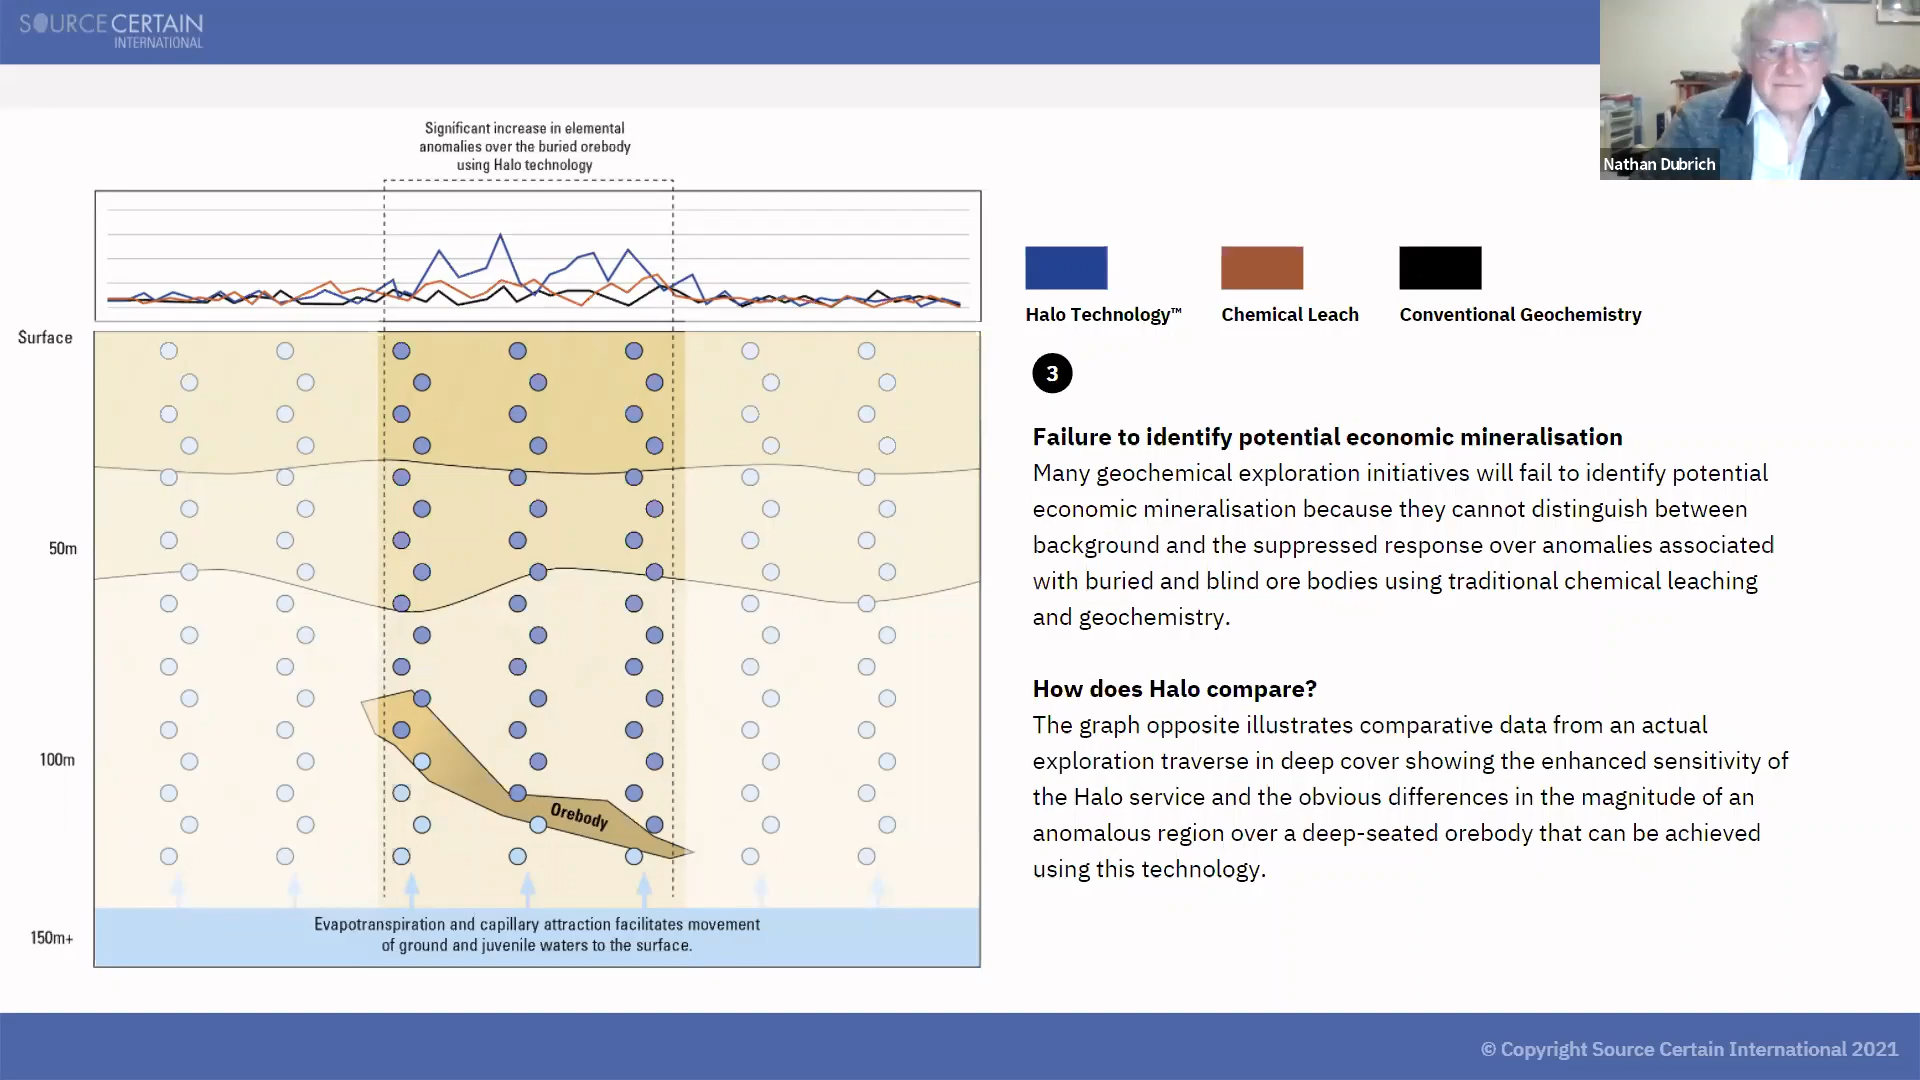 SOURCECERTAIN
INTERNATIONAL
Nathan Dubrich
Significant increase in elemental
anomalies over the buried orebody
using Halo technology
Surface
50m
100m
150m+
Orebody
Evapotranspiration and capillary attraction facilitates movement
of ground and juvenile waters to the surface.
Halo Technology™
Chemical Leach
Conventional Geochemistry
3
Failure to identify potential economic mineralisation
Many geochemical exploration initiatives will fail to identify potential
economic mineralisation because they cannot distinguish between
background and the suppressed response over anomalies associated
with buried and blind ore bodies using traditional chemical leaching
and geochemistry.
How does Halo compare?
The graph opposite illustrates comparative data from an actual
exploration traverse in deep cover showing the enhanced sensitivity of
the Halo service and the obvious differences in the magnitude of an
anomalous region over a deep-seated orebody that can be achieved
using this technology.
© Copyright Source Certain International 2021